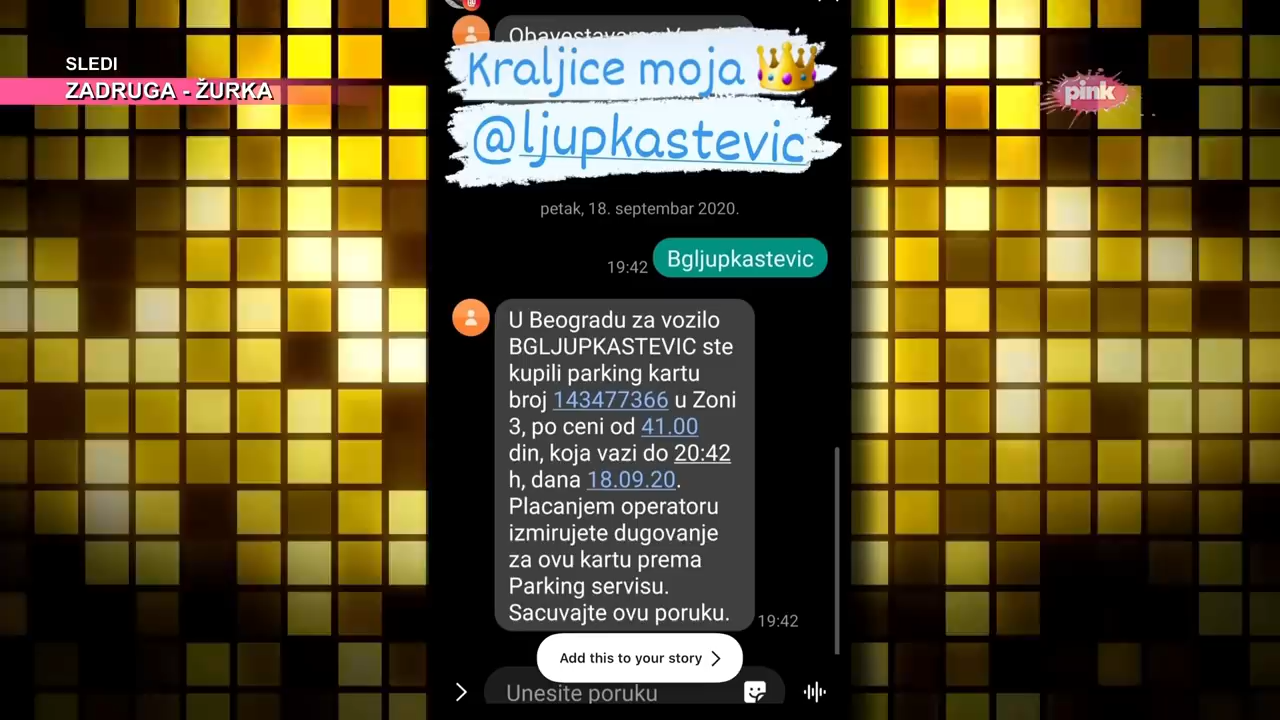 SLEDI
ZADRUGA - ŽURKA
pink
Kraljice moja
@ljupkastevic
petak, 18. septembar 2020.
Bgljupkastevic
19:42
U Beogradu za vozilo
BGLJUPKASTEVIC ste
kupili parking kartu
broj 143477366 u Zoni
3, po ceni od 41.00
din, koja vazi do 20:42
h, dana 18.09.20.
Placanjem operatoru
izmirujete dugovanje
za ovu kartu prema
Parking servisu.
Sacuvajte ovu poruku.
19:42
Add this to your story
Unesite poruku